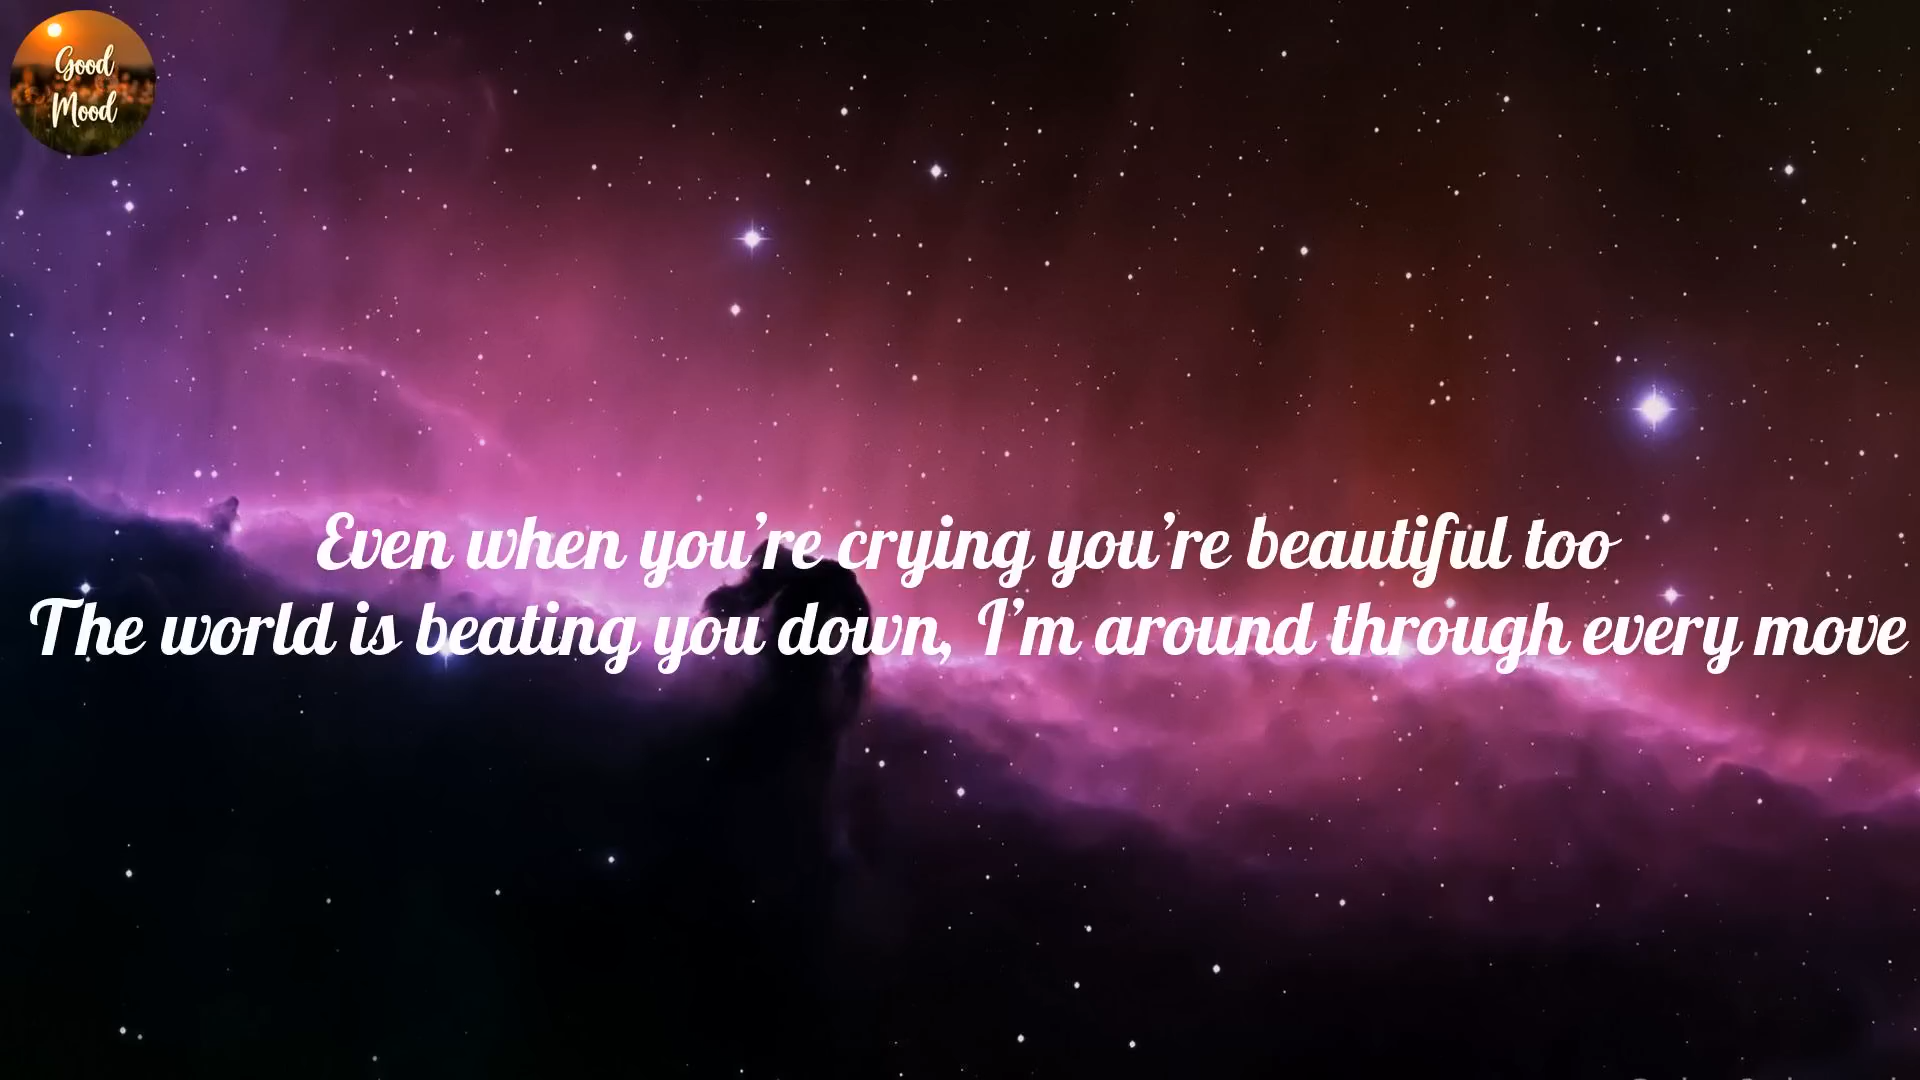 Good
Mood
Even when you're crying you're beautiful too
The world is beating you down, I'm around through every move